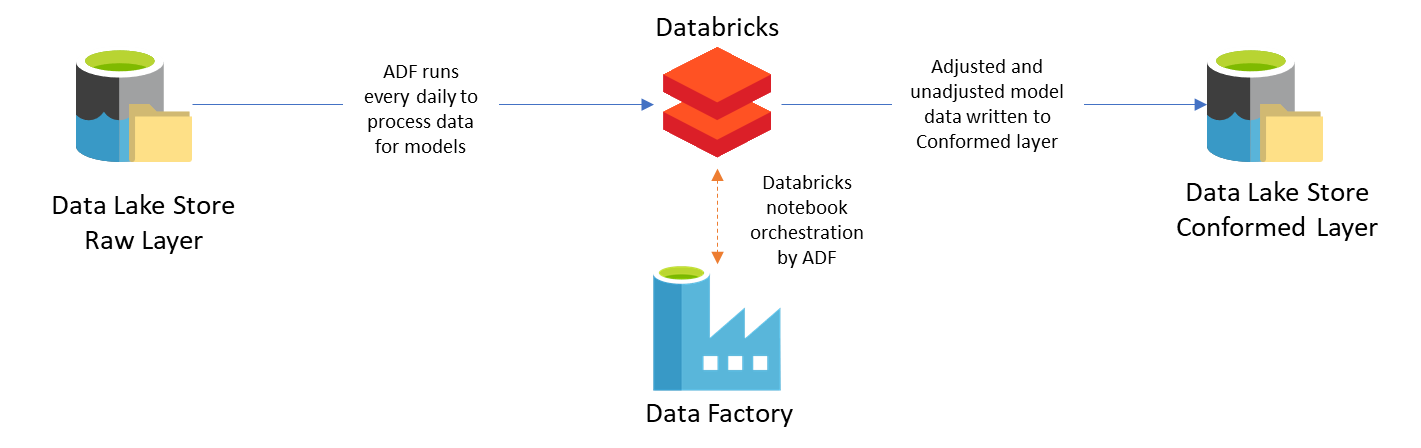 Databricks
ADF runs
every daily to
process data
for models
Adjusted and
unadjusted model
data written to
Conformed layer
Data Lake Store
Raw Layer
Databricks
notebook
orchestration
by ADF
Data Lake Store
Conformed Layer
Data Factory